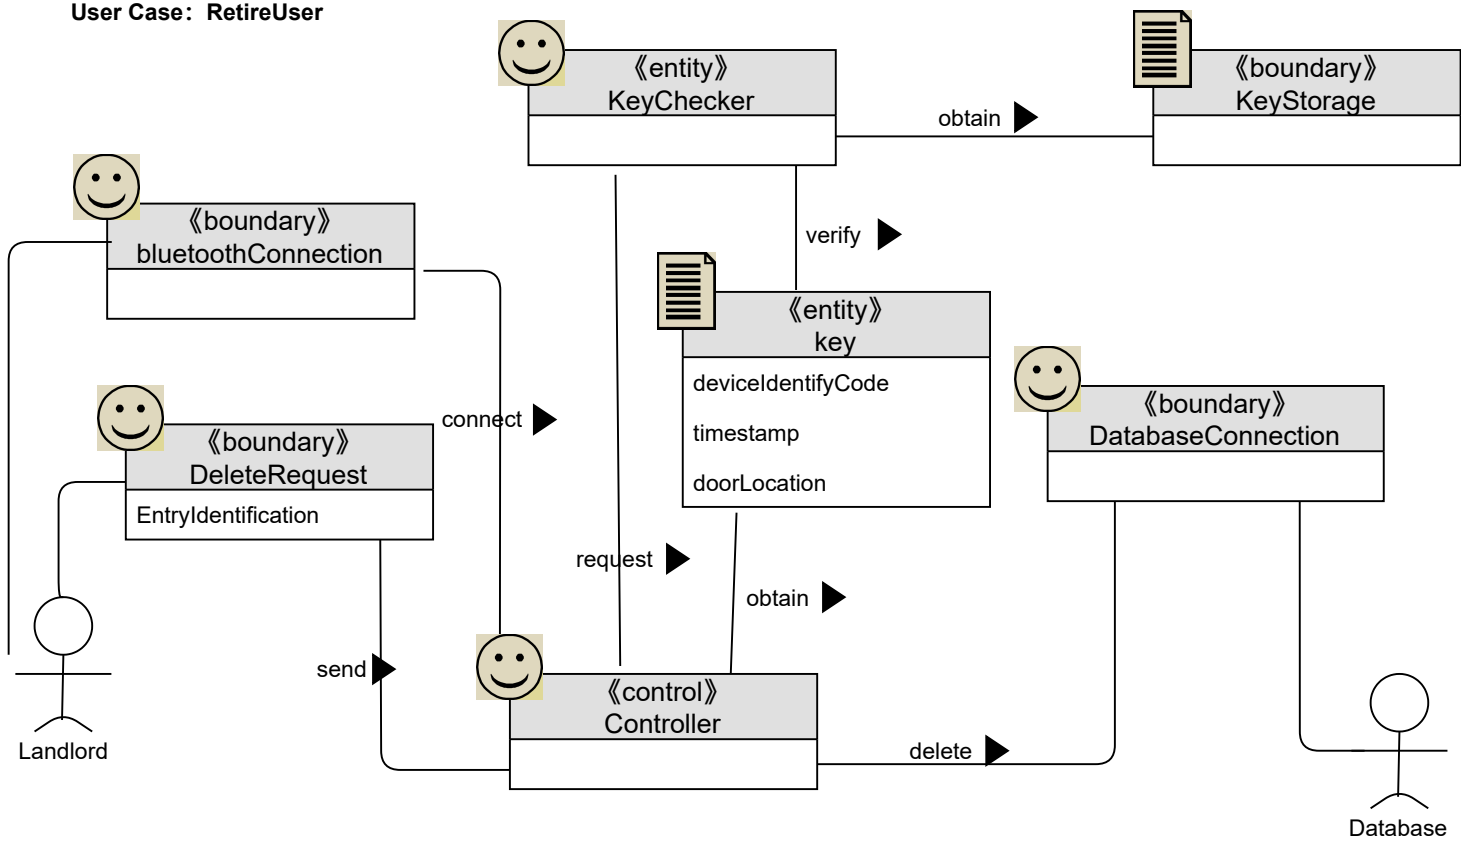 User Case：RetireUser
《entity》
KeyChecker
《boundary》
KeyStorage
obtain
《boundary》
bluetoothConnection
verify
《entity》
key
deviceIdentifyCode
timestamp
doorLocation
《boundary》
DatabaseConnection
connect
《boundary》
DeleteRequest
EntryIdentification
request
obtain
send
《control》
Controller
delete
Landlord
Database